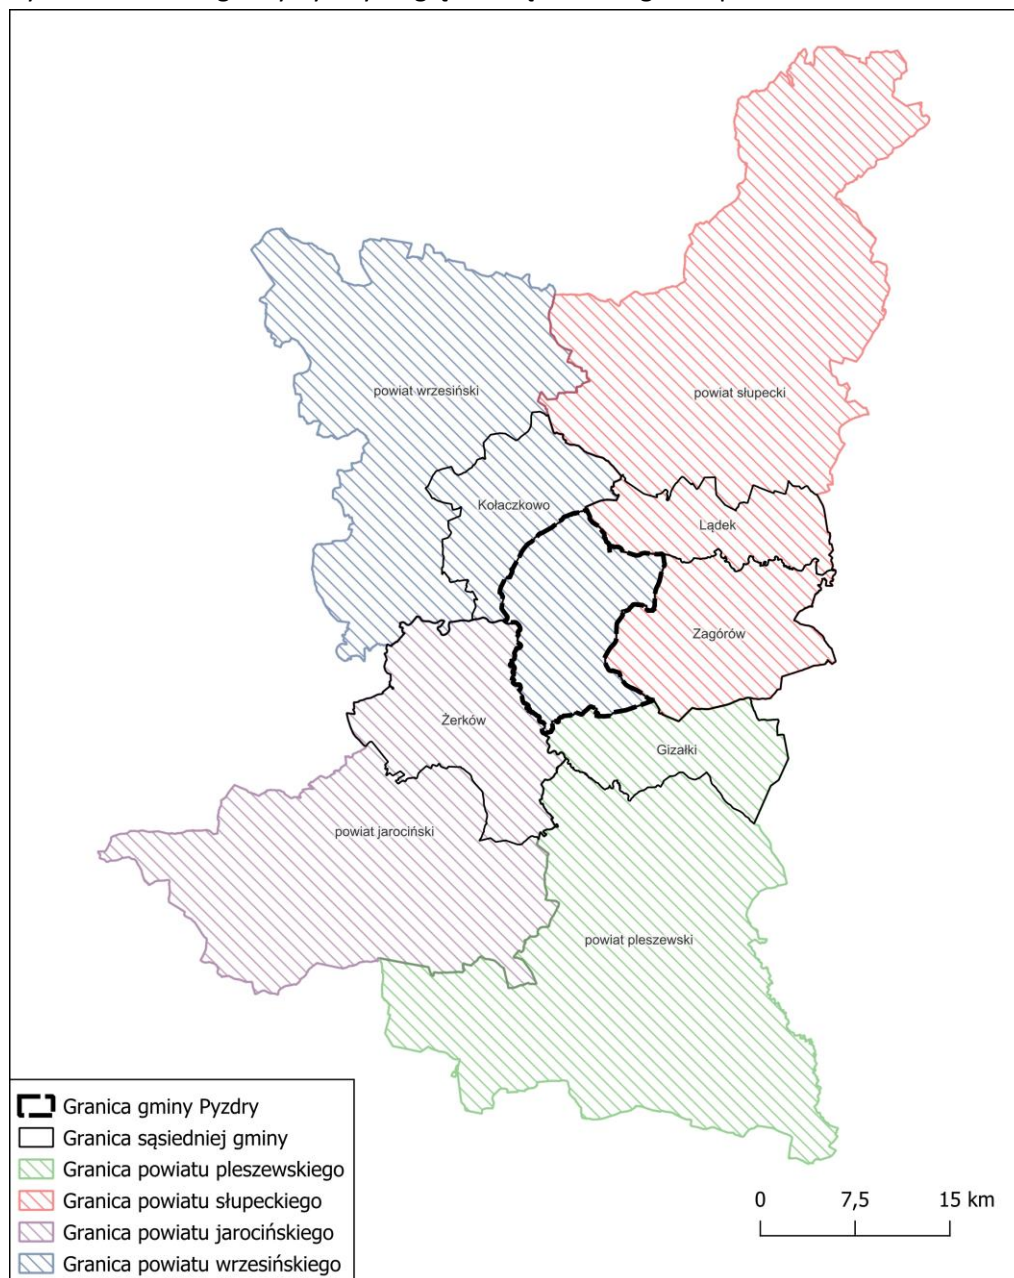 powiat wrzesiński
powiat słupecki
Kołaczkowo
Lądek
Zagórów
Żerków
Gizałki
powiat jarociński
powiat pleszewski
Granica gminy Pyzdry
Granica sąsiedniej gminy
Granica powiatu pleszewskiego
Granica powiatu słupeckiego
Granica powiatu jarocińskiego
Granica powiatu wrzesińskiego
0 7,5 15 km